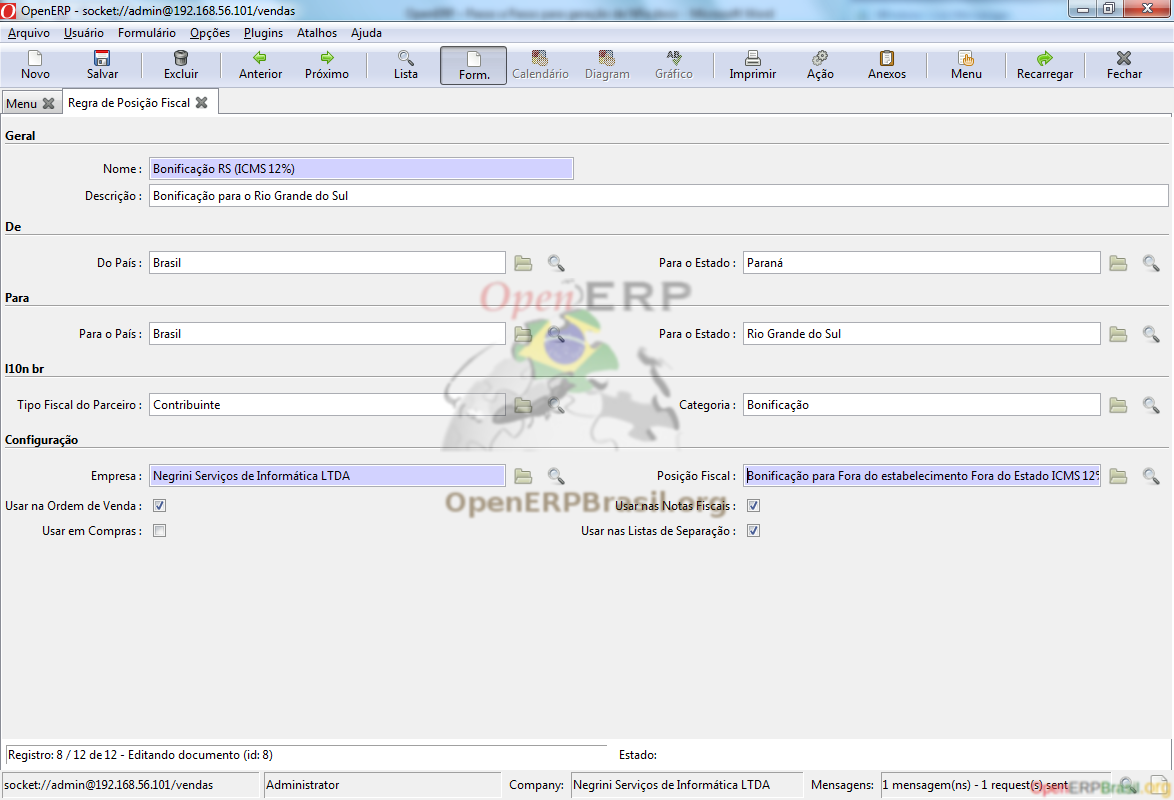 OpenERP - socket://admin@192.168.56.101/vendas
Arquivo Usuário Formulário Opções Plugins Atalhos Ajuda
Novo Salvar Excluir Anterior Próximo Lista Form. Calendário Diagram Gráfico Imprimir Ação Anexos Menu Recarregar Fechar
Menu Regra de Posição Fiscal
Geral
Nome : Bonificação RS (ICMS 12%)
Descrição : Bonificação para o Rio Grande do Sul
De
Do País : Brasil Para o Estado : Paraná
OpenERP
Para
Para o País : Brasil Para o Estado : Rio Grande do Sul
l10n br
Tipo Fiscal do Parceiro : Contribuinte Categoria : Bonificação
Configuração
Empresa : Negrini Serviços de Informática LTDA Posição Fiscal : Bonificação para Fora do estabelecimento Fora do Estado ICMS 12%
OpenERPBrasil.org
Usar na Ordem de Venda : Usar nas Notas Fiscais :
Usar em Compras : Usar nas Listas de Separação :
Registro: 8 / 12 de 12 - Editando documento (id: 8) Estado:
socket://admin@192.168.56.101/vendas Administrator Company: Negrini Serviços de Informática LTDA Mensagens: 1 mensagem(ns) - 1 request(s) sent
OpenERPBrasil.org